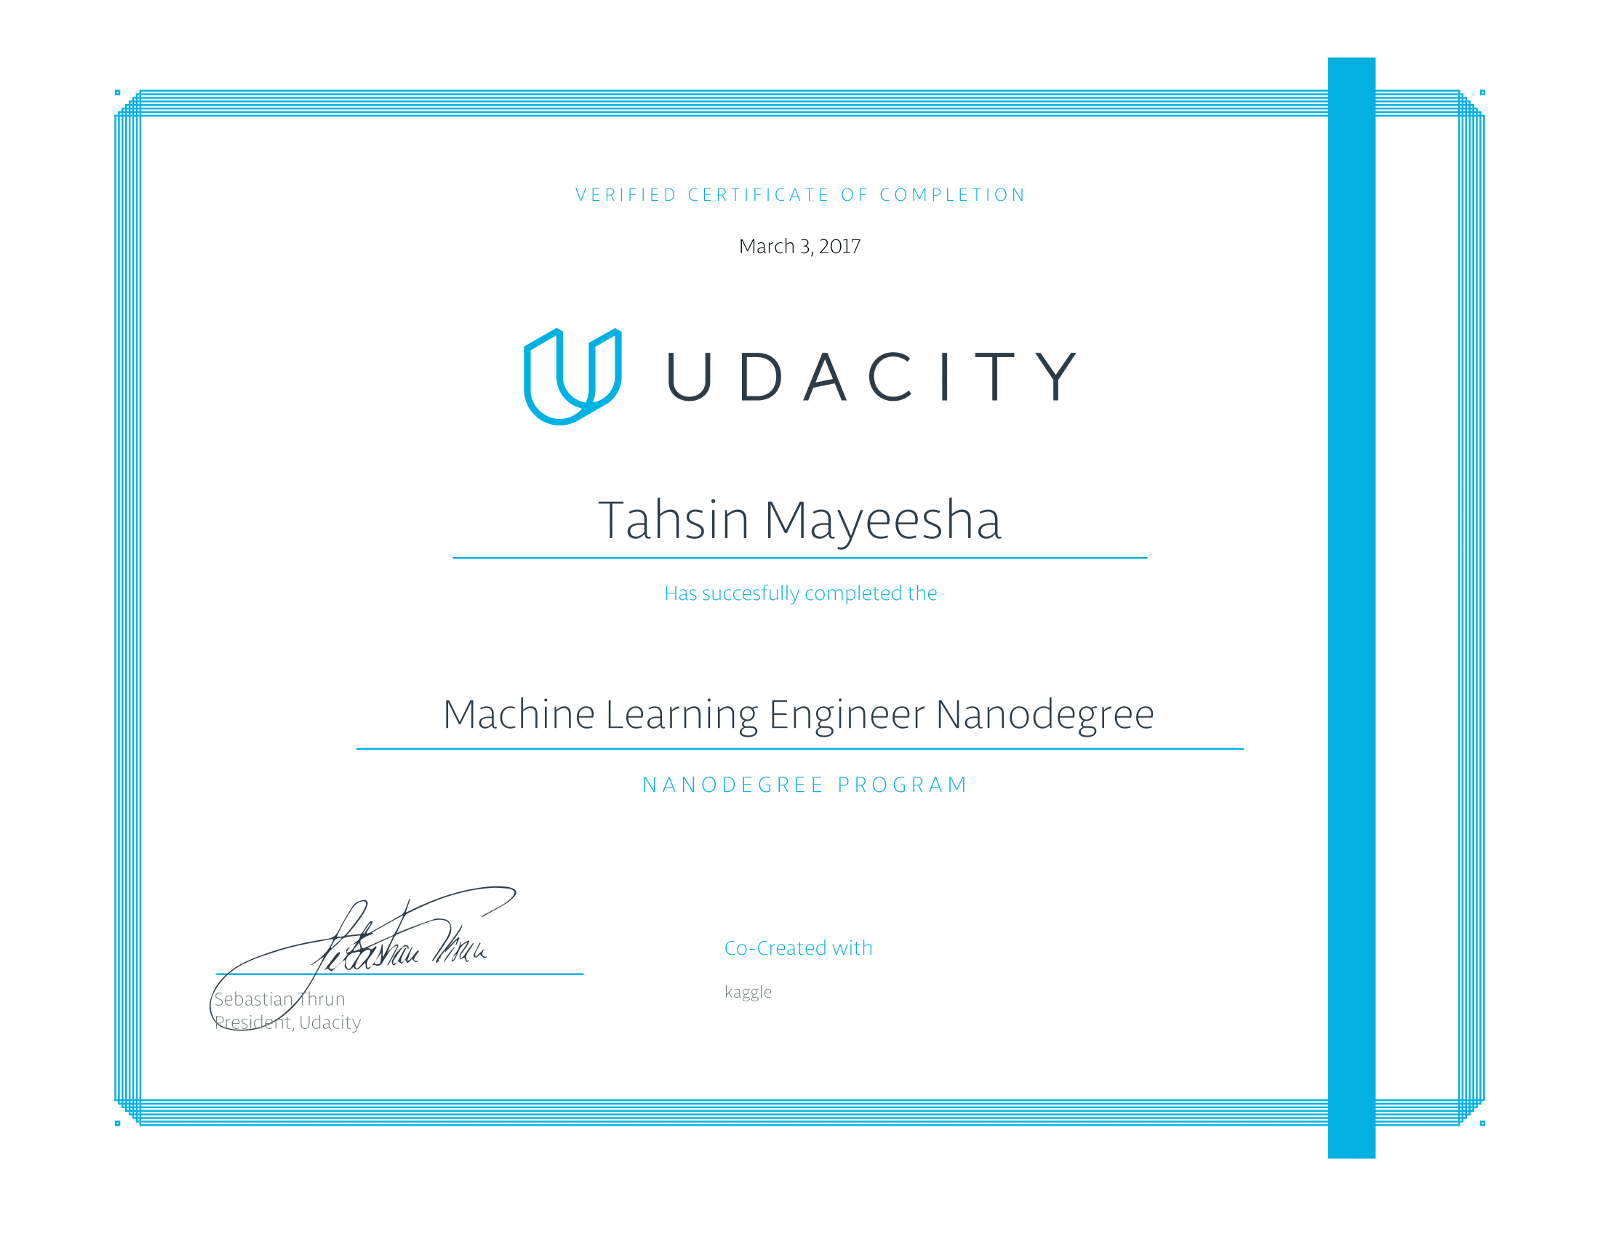 VERIFIED CERTIFICATE OF COMPLETION
March 3, 2017
UDACITY
Tahsin Mayeesha
Has succesfully completed the
Machine Learning Engineer Nanodegree
NANODEGREE PROGRAM
Sebastian Thrun
Co-Created with
Sebastian Thrun
President, Udacity
kaggle